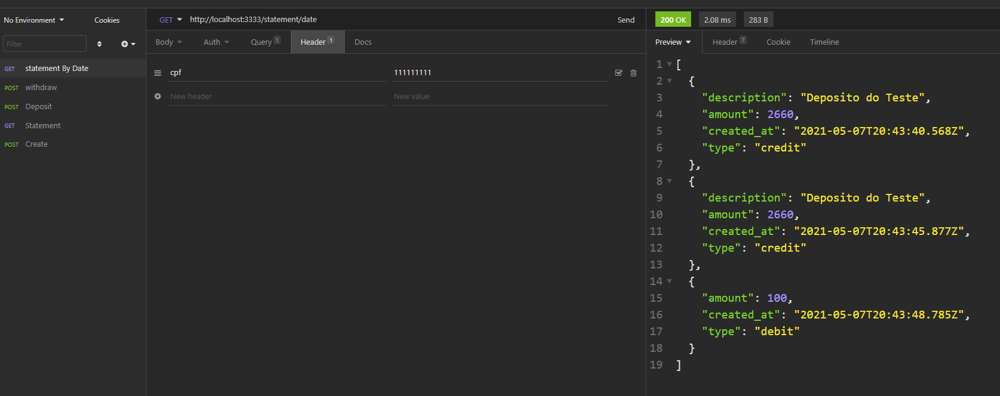 No Environment Cookies
Filter
GET statement By Date
POST withdraw
POST Deposit
GET Statement
POST Create
GET http://localhost:3333/statement/date Send
Body Auth Query 1 Header 1 Docs
cpf 111111111
New header New value
200 OK 2.08 ms 283 B
Preview Header 7 Cookie Timeline
1 [
2 {
3 "description": "Deposito do Teste",
4 "amount": 2660,
5 "created_at": "2021-05-07T20:43:40.568Z",
6 "type": "credit"
7 },
8 {
9 "description": "Deposito do Teste",
10 "amount": 2660,
11 "created_at": "2021-05-07T20:43:45.877Z",
12 "type": "credit"
13 },
14 {
15 "amount": 100,
16 "created_at": "2021-05-07T20:43:48.785Z",
17 "type": "debit"
18 }
19 ]